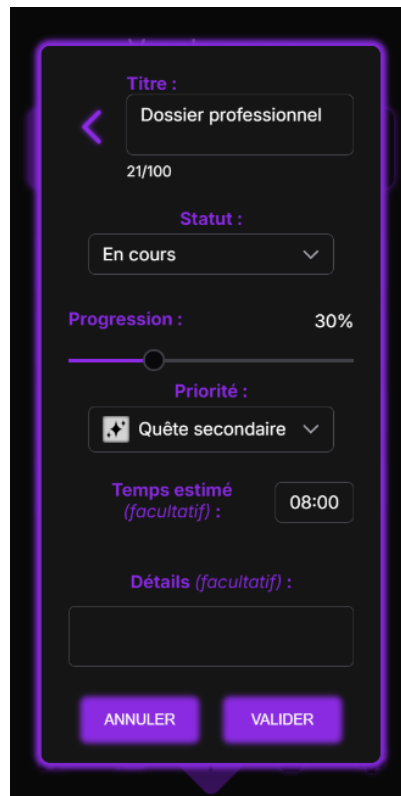 Titre :
Dossier professionnel
21/100
Statut :
En cours
Progression :
30%
Priorité :
Quête secondaire
Temps estimé
(facultatif) :
08:00
Détails (facultatif) :
ANNULER
VALIDER